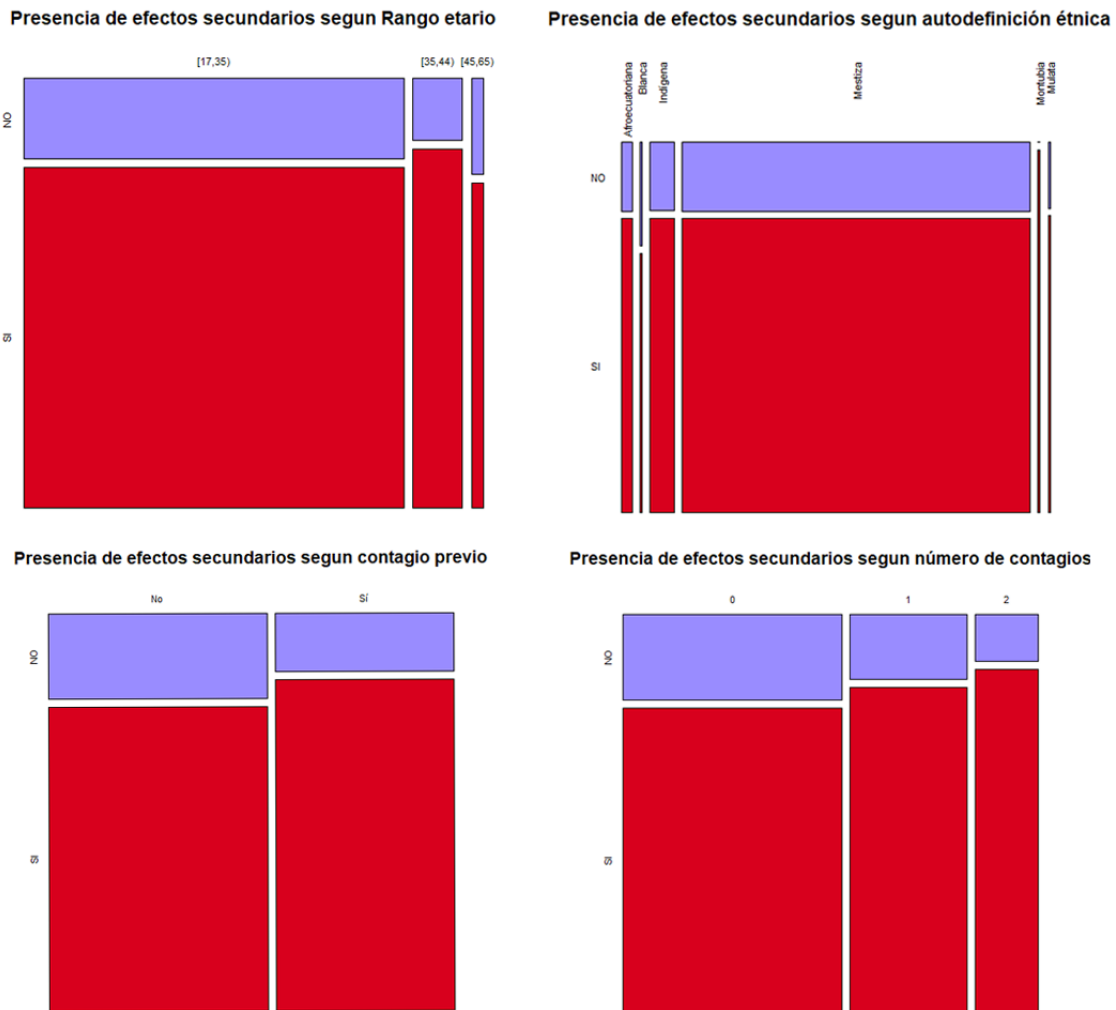 Presencia de efectos secundarios segun Rango etario
[17,35) [35,44) [45,65)
NO
SI
Presencia de efectos secundarios segun autodefinición étnica
Afroecuatoriana
Blanca
Indígena
Mestiza
Montubia
Mulata
NO
SI
Presencia de efectos secundarios segun contagio previo
No Sí
NO
SI
Presencia de efectos secundarios segun número de contagios
0 1 2
NO
SI